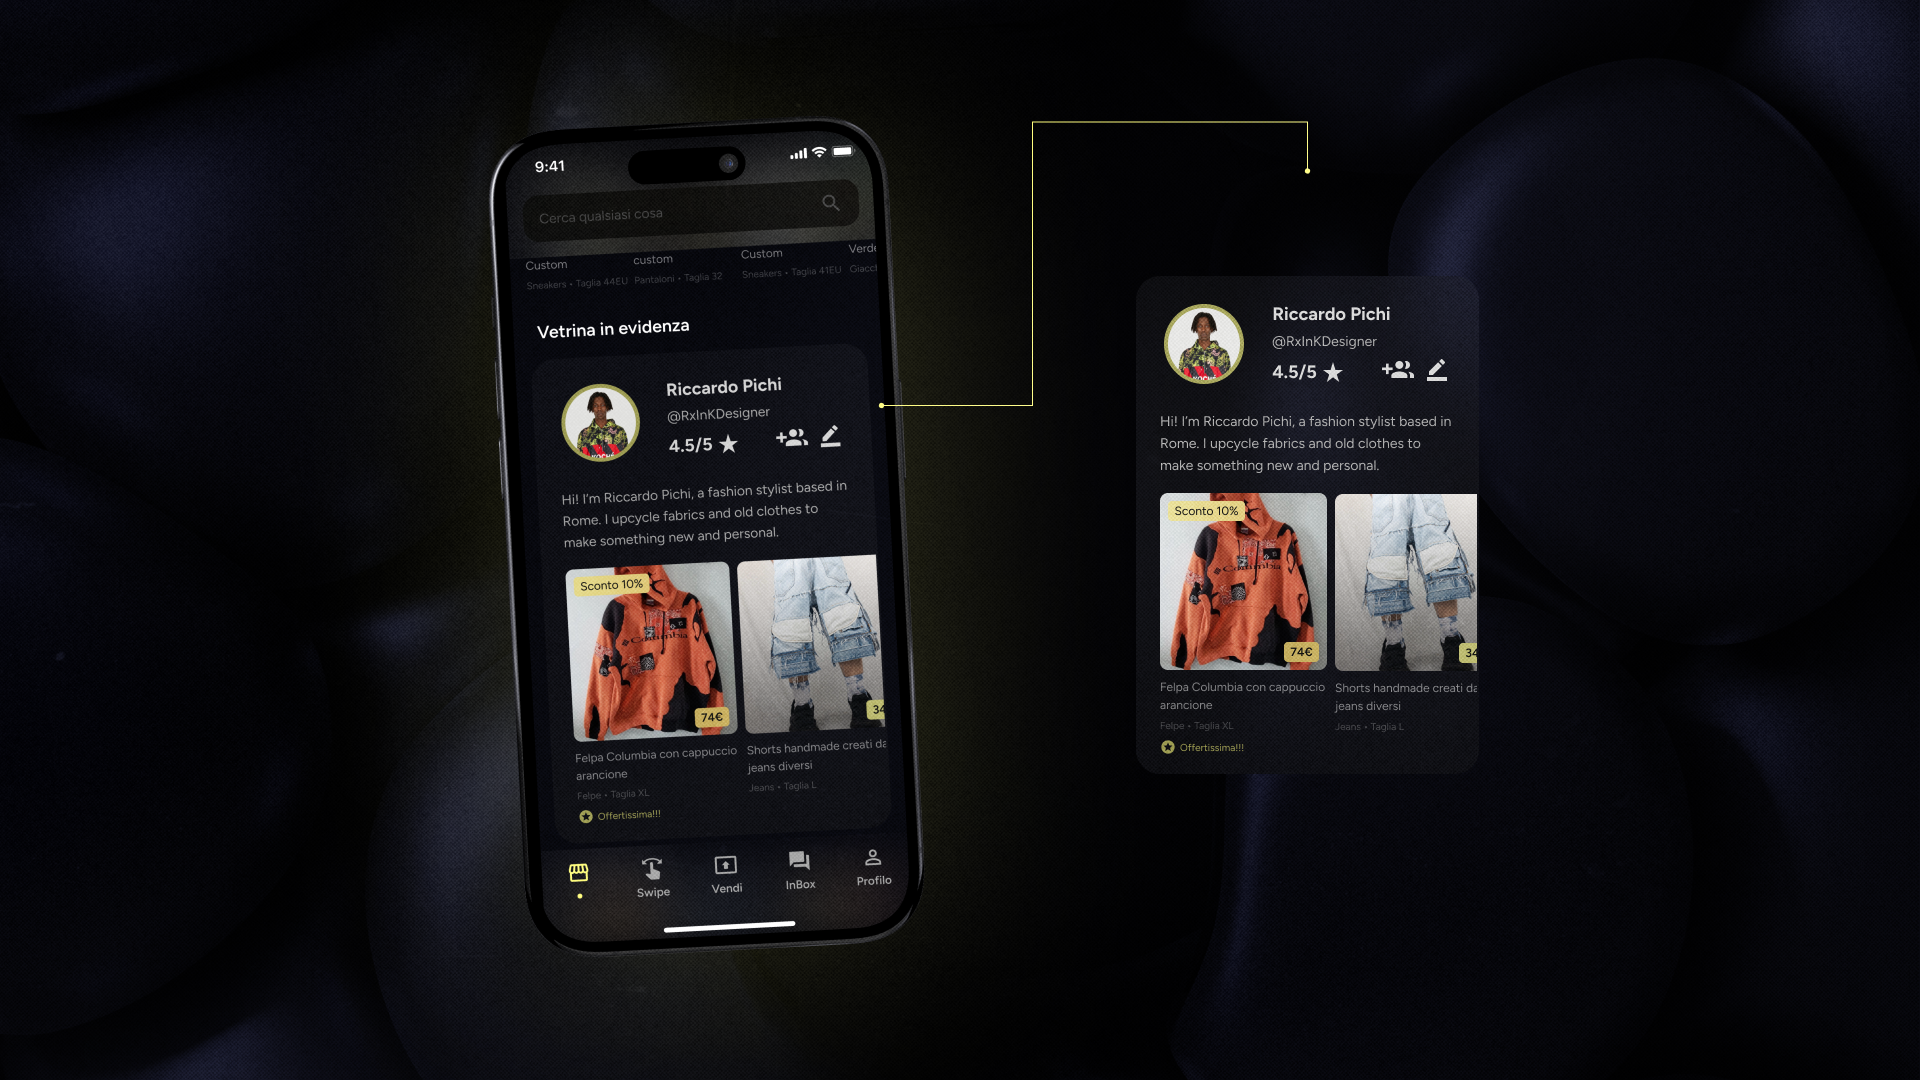 9:41
Cerca qualsiasi cosa
Custom
custom
Custom
Verde
Sneakers • Taglia 44EU
Pantaloni • Taglia 32
Sneakers • Taglia 41EU
Giacch
Vetrina in evidenza
Riccardo Pichi
@RxInKDesigner
4.5/5
Hi! I'm Riccardo Pichi, a fashion stylist based in
Rome. I upcycle fabrics and old clothes to
make something new and personal.
Sconto 10%
Columbia
74€
34
Felpa Columbia con cappuccio
arancione
Felpe • Taglia XL
Offertissima!!!
Shorts handmade creati da
jeans diversi
Jeans • Taglia L
Swipe
Vendi
InBox
Profilo
Riccardo Pichi
@RxInKDesigner
4.5/5
Hi! I'm Riccardo Pichi, a fashion stylist based in
Rome. I upcycle fabrics and old clothes to
make something new and personal.
Sconto 10%
Columbia
74€
34
Felpa Columbia con cappuccio
arancione
Felpe • Taglia XL
Offertissima!!!
Shorts handmade creati da
jeans diversi
Jeans • Taglia L